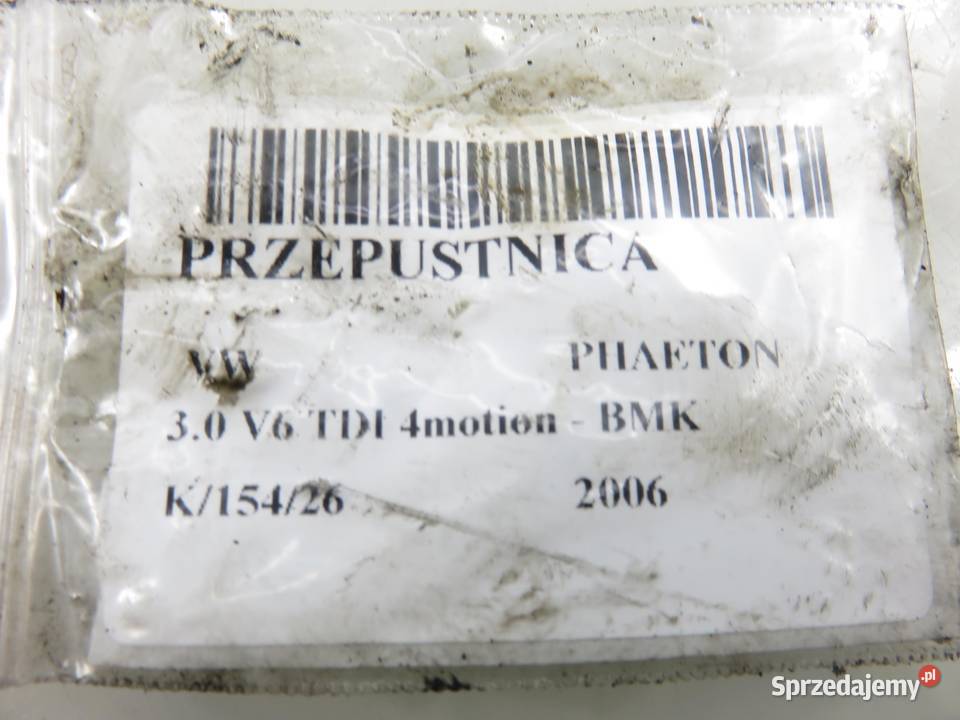 PRZEPUSTNICA
VW PHAETON
3.0 V6 TDI 4motion - BMK
K/154/26 2006
Sprzedajemy.pl